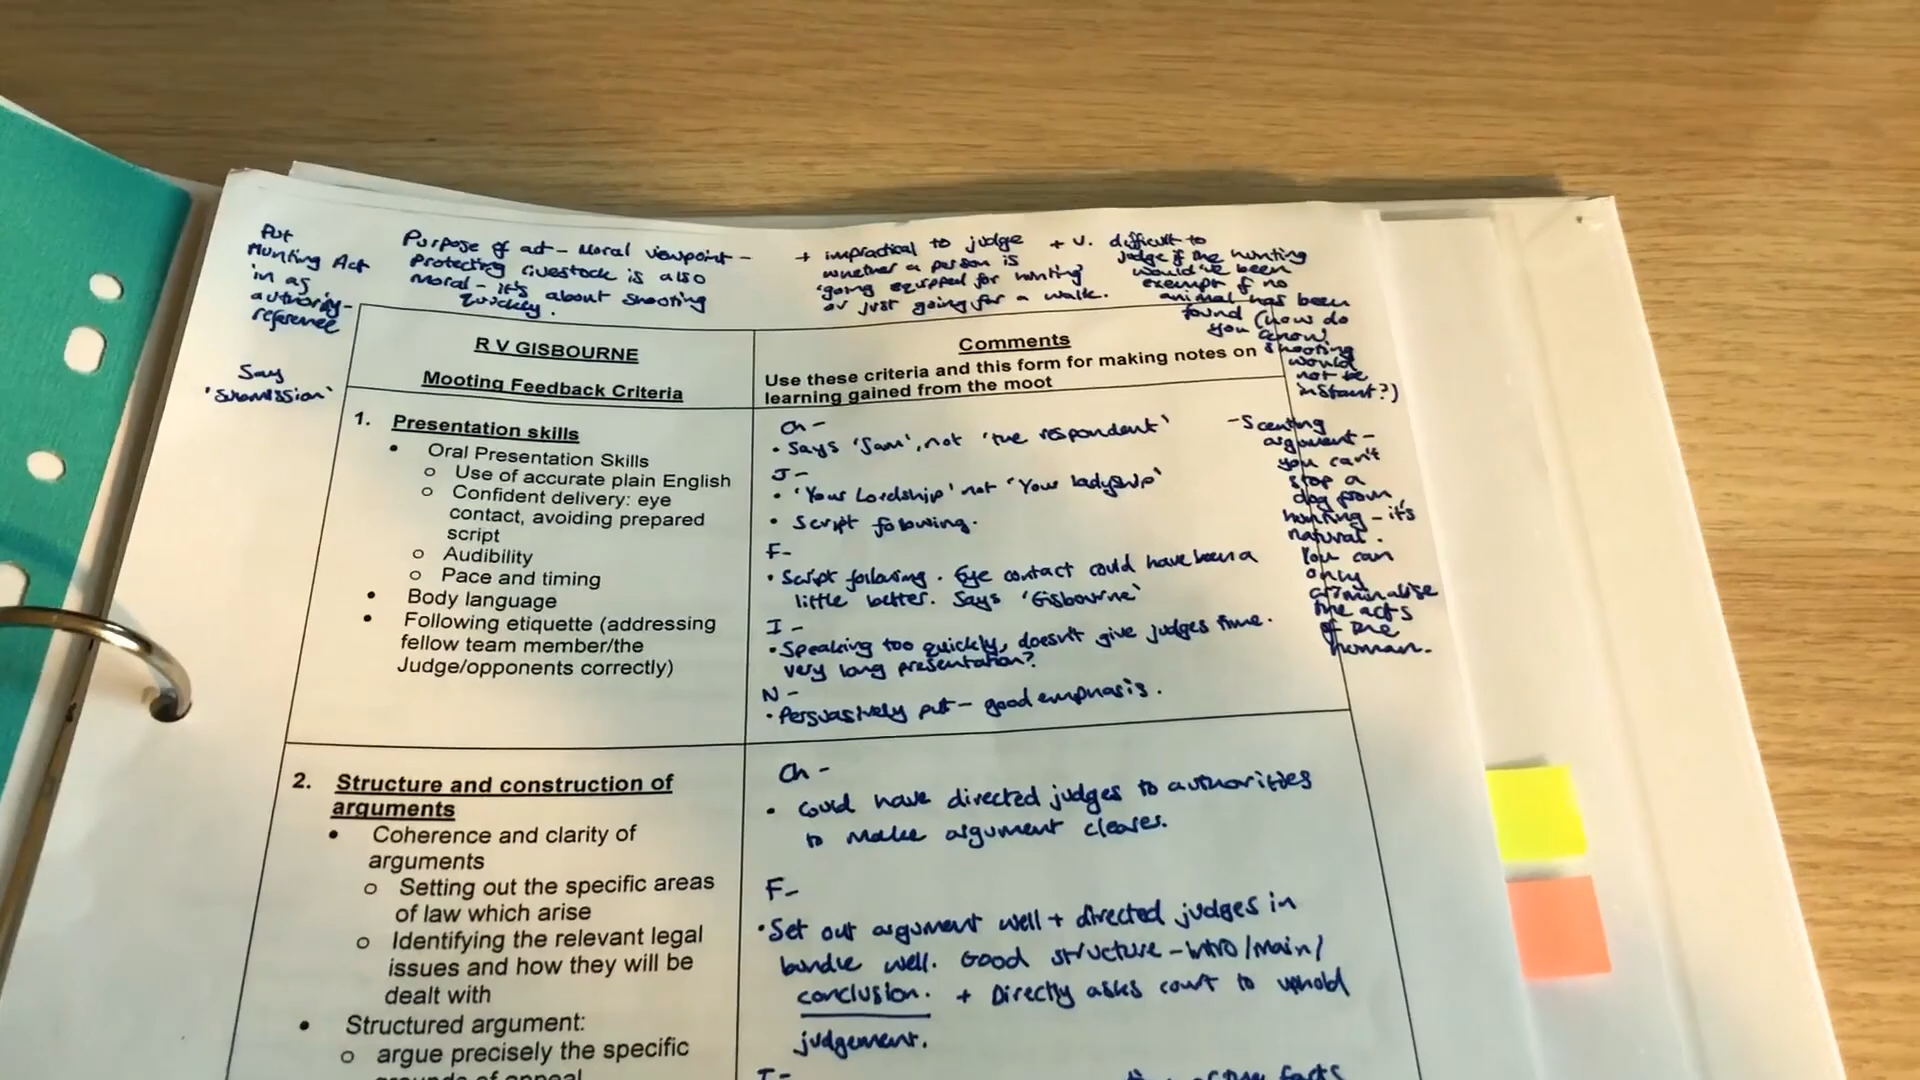 Put
Hunting Act
in as
authority -
reference
Say
'submission'
Purpose of act - Moral viewpoint -
Protecting livestock is also
moral - it's about shooting
quickly.
+ impractical to judge
whether a person is
'going equipped for hunting'
or just going for a walk.
+ v. difficult to
judge if the hunting
would've been
exempt if no
animal has been
found (how do
you know
shooting
would
not be
instant?)
- Scenting
argument -
you can't
stop a
dog from
hunting - it's
natural.
You can
only
criminalise
the acts
of the
human.
R V GISBOURNE
Mooting Feedback Criteria
Comments
Use these criteria and this form for making notes on
learning gained from the moot
1. Presentation skills
• Oral Presentation Skills
o Use of accurate plain English
o Confident delivery: eye
contact, avoiding prepared
script
o Audibility
o Pace and timing
• Body language
• Following etiquette (addressing
fellow team member/the
Judge/opponents correctly)
Ch -
• Says 'Sam', not 'the respondent'
J -
• 'Your Lordship' not 'Your ladyship'
• Script following.
F -
• Script following. Eye contact could have been a
little better. Says 'Gisbourne'
I -
• Speaking too quickly, doesn't give judges time.
very long presentation?
N -
• Persuasively put - good emphasis.
2. Structure and construction of
arguments
• Coherence and clarity of
arguments
o Setting out the specific areas
of law which arise
o Identifying the relevant legal
issues and how they will be
dealt with
• Structured argument:
o argue precisely the specific
grounds of appeal
Ch -
• Could have directed judges to authorities
to make argument clearer.
F -
• Set out argument well + directed judges in
bundle well. Good structure - intro/main/
conclusion. + Directly asks court to uphold
judgement.
I -
facts